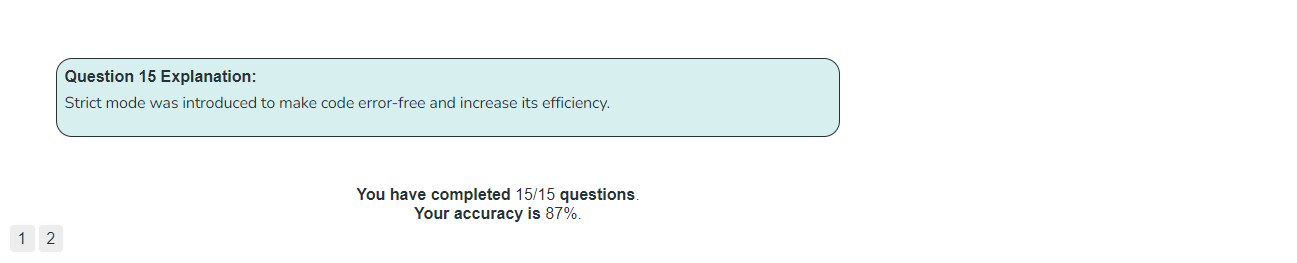 Question 15 Explanation:
Strict mode was introduced to make code error-free and increase its efficiency.
You have completed 15/15 questions.
Your accuracy is 87%.
1 2